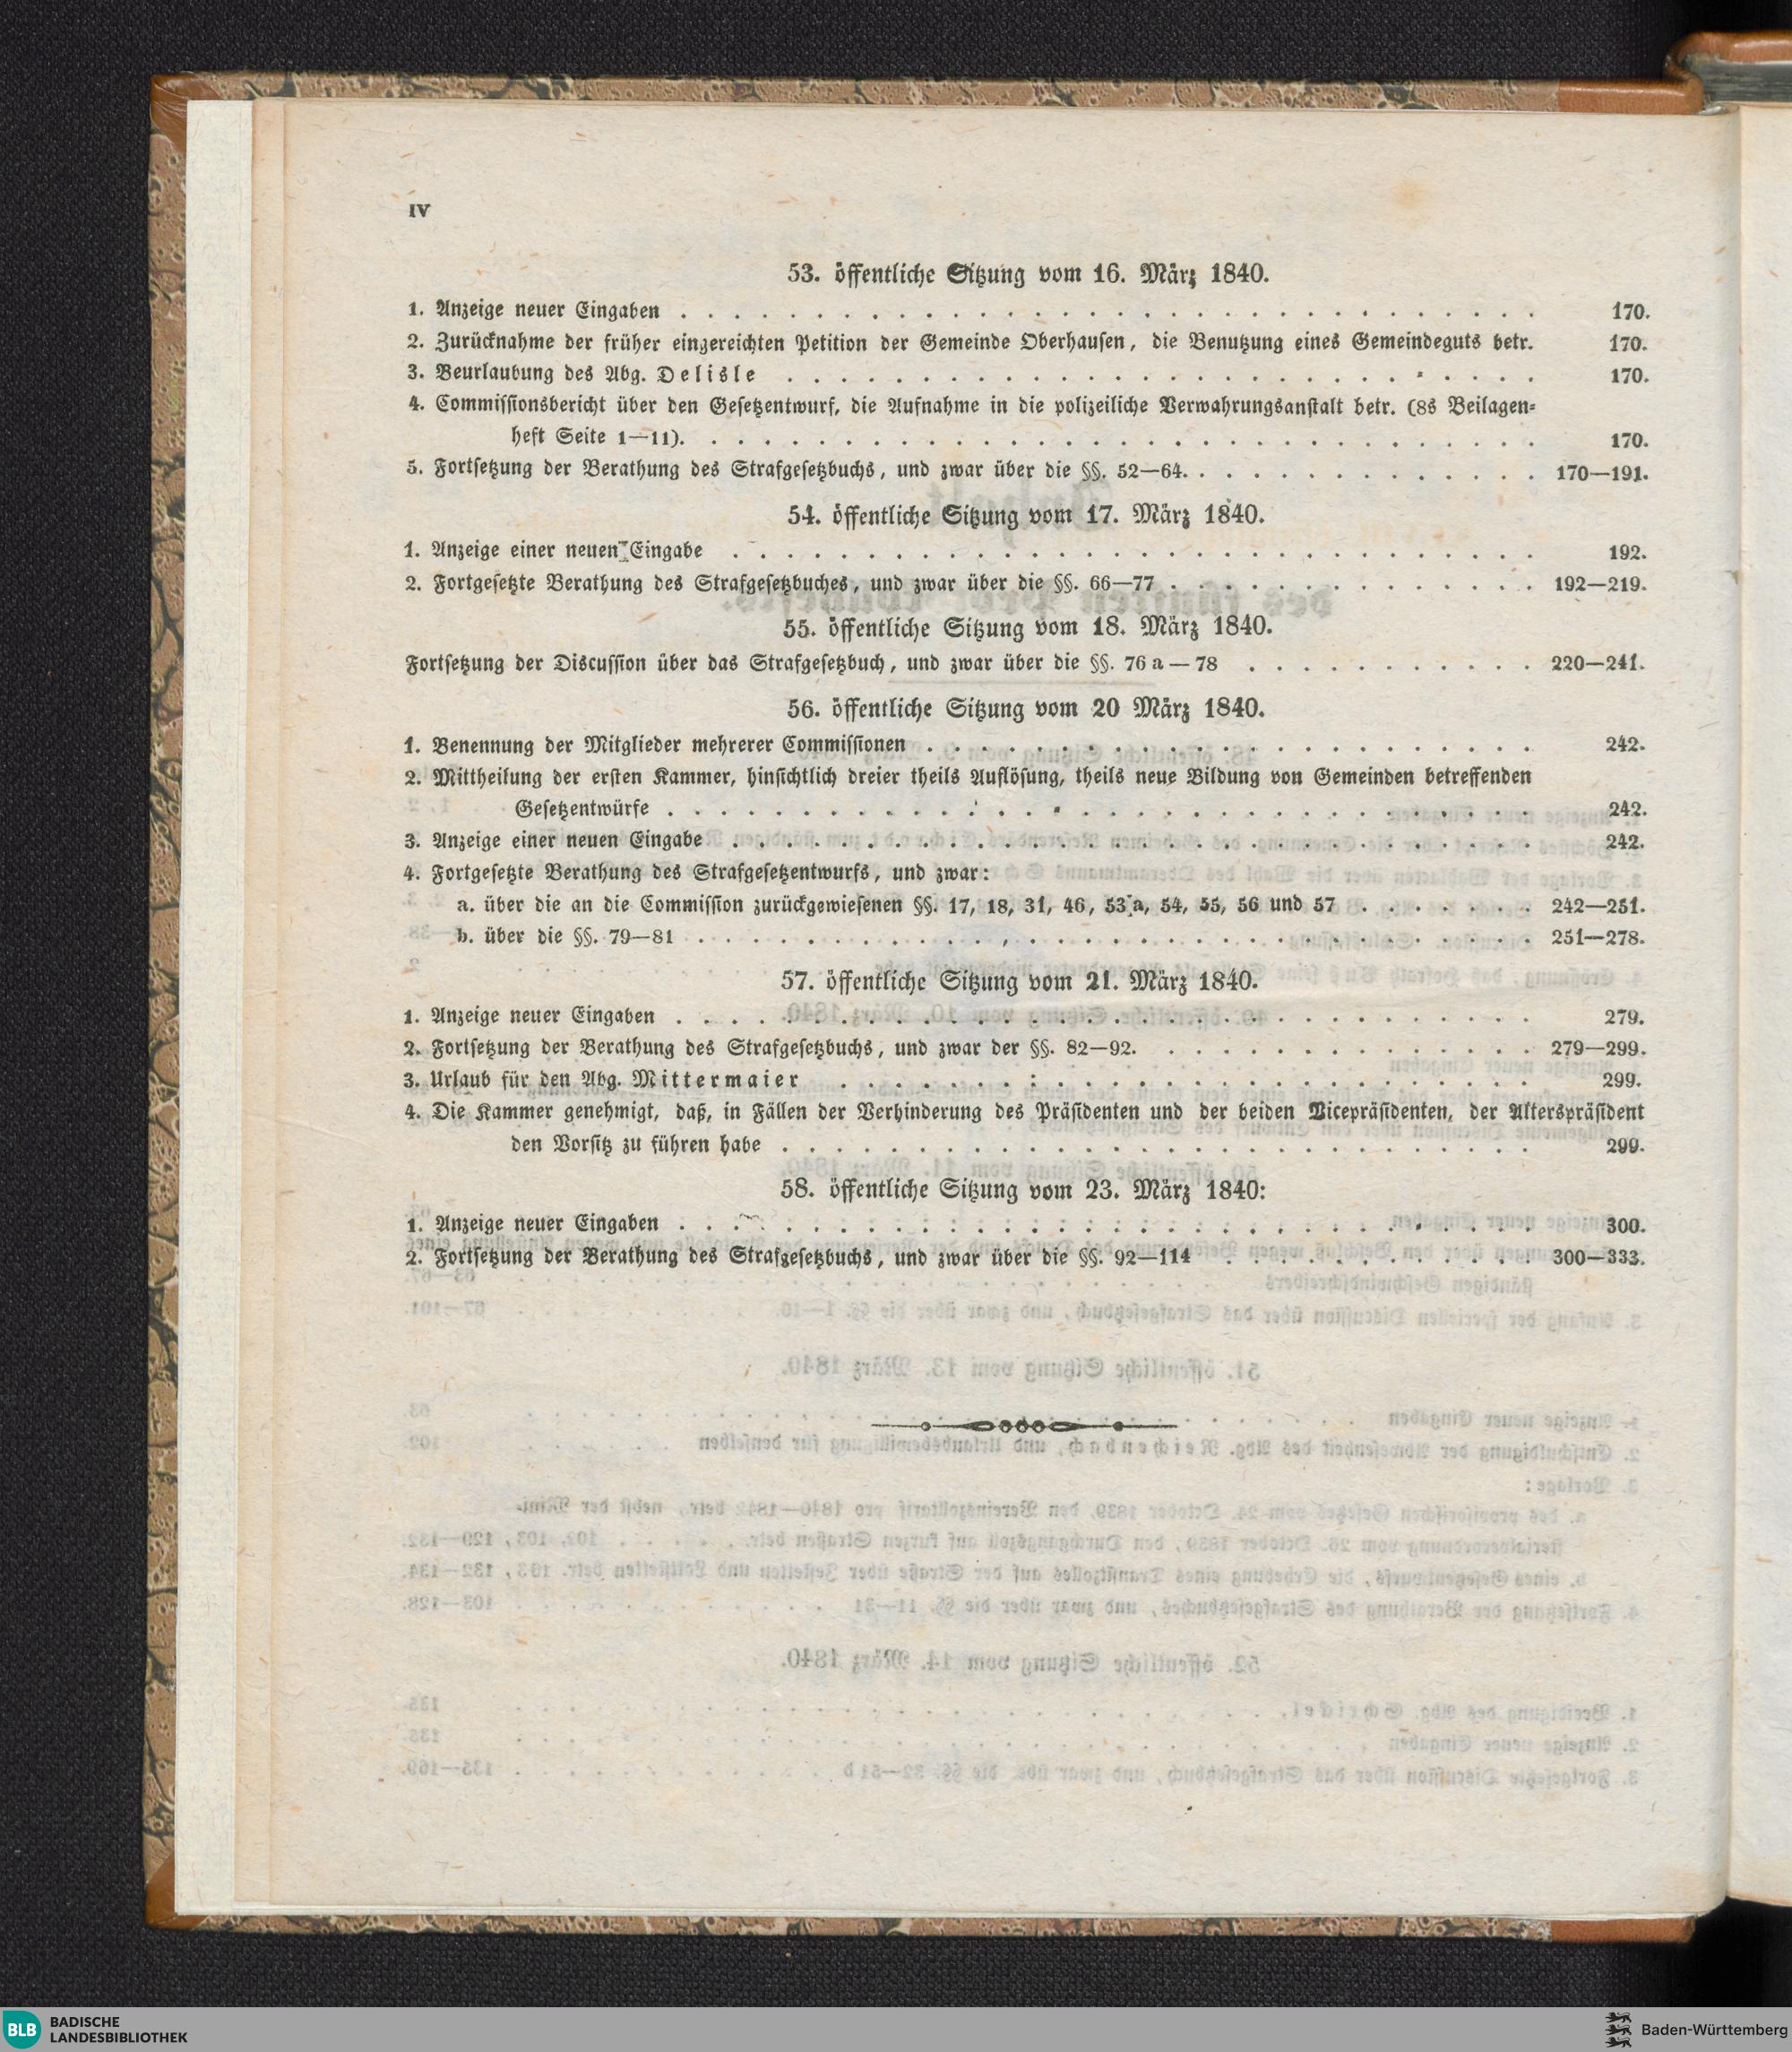 IV
53. öffentliche Sitzung vom 16. März 1840.
1. Anzeige neuer Eingaben . . . . . . . . . . 170.
2. Zurücknahme der früher eingereichten Petition der Gemeinde Oberhausen, die Benutzung eines Gemeindeguts betr. 170.
3. Beurlaubung des Abg. Delisle . . . . . . . . . . 170.
4. Commissionsbericht über den Gesetzentwurf, die Aufnahme in die polizeiliche Verwahrungsanstalt betr. (8s Beilagen-
heft Seite 1—11). . . . . . . . . . 170.
5. Fortsetzung der Berathung des Strafgesetzbuchs, und zwar über die §§. 52—64. . . . . . . . . . 170—191.
54. öffentliche Sitzung vom 17. März 1840.
1. Anzeige einer neuen Eingabe . . . . . . . . . . 192.
2. Fortgesetzte Berathung des Strafgesetzbuches, und zwar über die §§. 66—77 . . . . . . . . . . 192—219.
55. öffentliche Sitzung vom 18. März 1840.
Fortsetzung der Discussion über das Strafgesetzbuch, und zwar über die §§. 76 a — 78 . . . . . . . . . . 220—241.
56. öffentliche Sitzung vom 20 März 1840.
1. Benennung der Mitglieder mehrerer Commissionen . . . . . . . . . . 242.
2. Mittheilung der ersten Kammer, hinsichtlich dreier theils Auflösung, theils neue Bildung von Gemeinden betreffenden
Gesetzentwürfe . . . . . . . . . . 242.
3. Anzeige einer neuen Eingabe . . . . . . . . . . 242.
4. Fortgesetzte Berathung des Strafgesetzentwurfs, und zwar:
a. über die an die Commission zurückgewiesenen §§. 17, 18, 31, 46, 53 a, 54, 55, 56 und 57 . . . . . . . 242—251.
b. über die §§. 79—81 . . . . . . . . . . 251—278.
57. öffentliche Sitzung vom 21. März 1840.
1. Anzeige neuer Eingaben . . . . . . . . . . 279.
2. Fortsetzung der Berathung des Strafgesetzbuchs, und zwar der §§. 82—92. . . . . . . . . . 279—299.
3. Urlaub für den Abg. Mittermaier . . . . . . . . . . 299.
4. Die Kammer genehmigt, daß, in Fällen der Verhinderung des Präsidenten und der beiden Vicepräsidenten, der Alterspräsident
den Vorsitz zu führen habe . . . . . . . . . . 299.
58. öffentliche Sitzung vom 23. März 1840:
1. Anzeige neuer Eingaben . . . . . . . . . . 300.
2. Fortsetzung der Berathung des Strafgesetzbuchs, und zwar über die §§. 92—114 . . . . . . . . . . 300—333.
BLB BADISCHE
LANDESBIBLIOTHEK
Baden-Württemberg